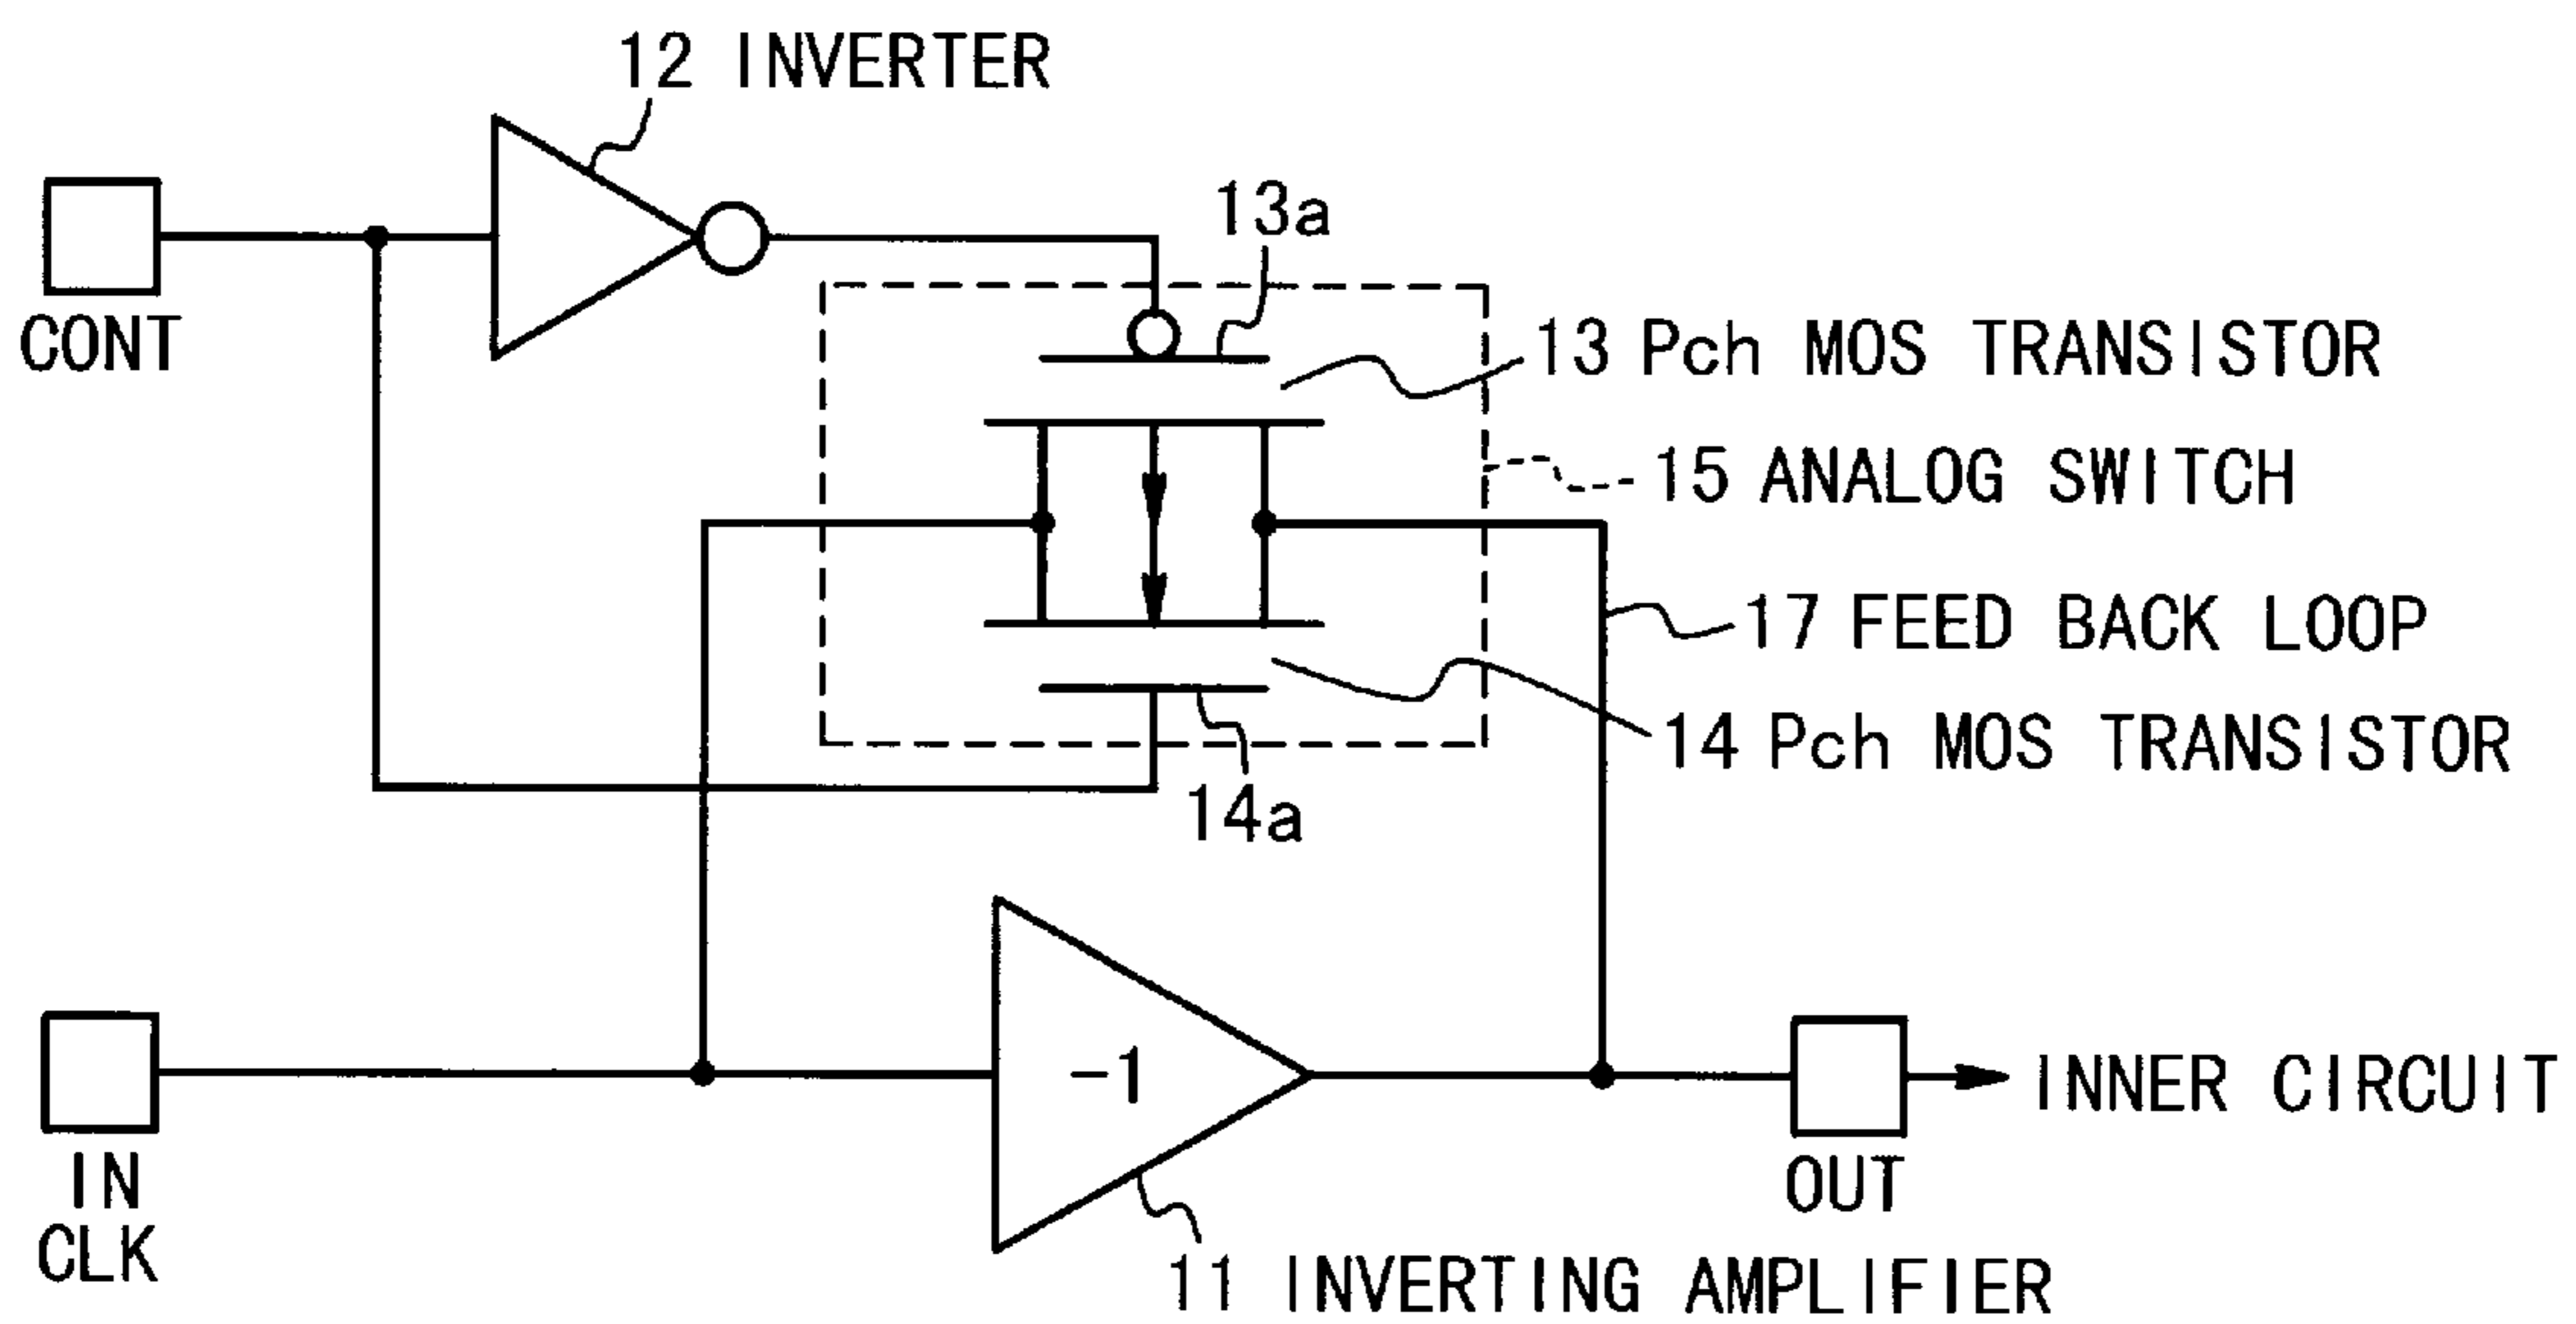 12 INVERTER
13a
CONT
13 Pch MOS TRANSISTOR
15 ANALOG SWITCH
17 FEED BACK LOOP
14 Pch MOS TRANSISTOR
14a
-1
INNER CIRCUIT
IN
CLK
OUT
11 INVERTING AMPLIFIER